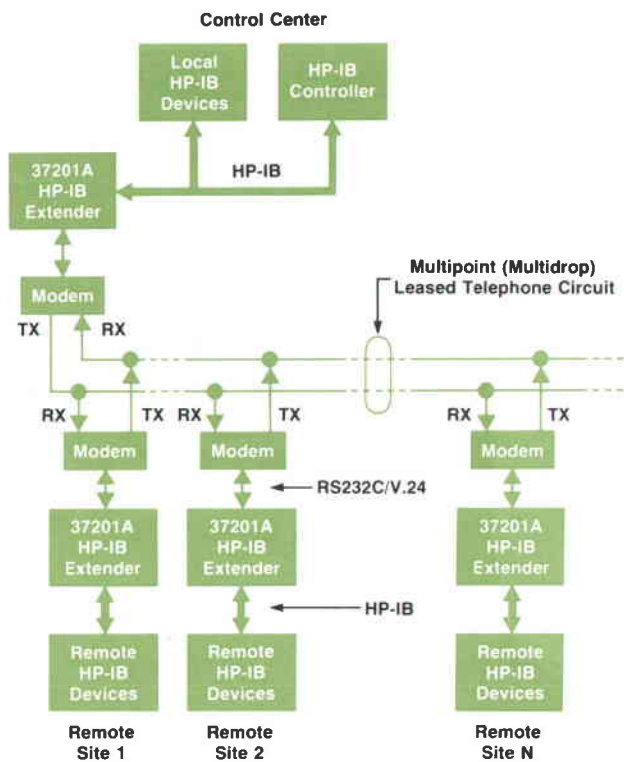 Control Center
Local
HP-IB
Devices
HP-IB
Controller
37201A
HP-IB
Extender
HP-IB
Modem
TX
RX
Multipoint (Multidrop)
Leased Telephone Circuit
RX
TX
RX
TX
RX
TX
Modem
Modem
Modem
RS232C/V.24
37201A
HP-IB
Extender
37201A
HP-IB
Extender
37201A
HP-IB
Extender
HP-IB
Remote
HP-IB
Devices
Remote
HP-IB
Devices
Remote
HP-IB
Devices
Remote
Site 1
Remote
Site 2
Remote
Site N